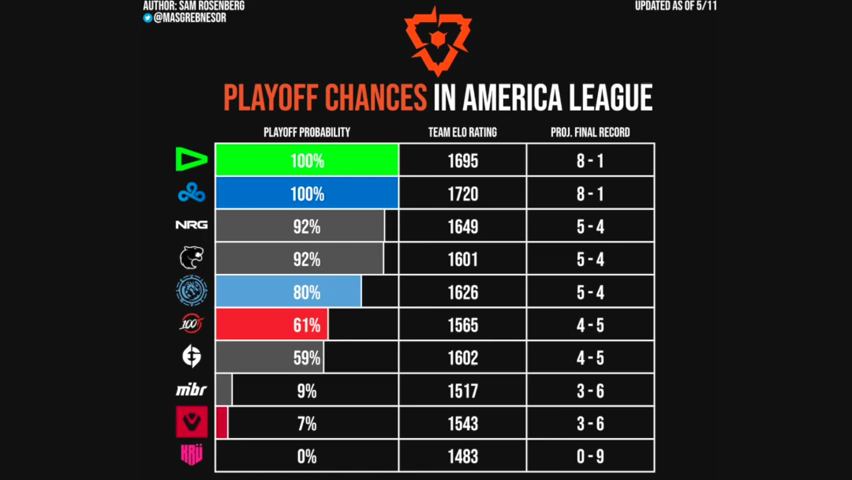 AUTHOR: SAM ROSENBERG
@MASGREBNESOR
UPDATED AS OF 5/11
PLAYOFF CHANCES IN AMERICA LEAGUE
PLAYOFF PROBABILITY TEAM ELO RATING PROJ. FINAL RECORD
100% 1695 8 - 1
100% 1720 8 - 1
NRG 92% 1649 5 - 4
92% 1601 5 - 4
80% 1626 5 - 4
100 61% 1565 4 - 5
59% 1602 4 - 5
mibr 9% 1517 3 - 6
7% 1543 3 - 6
KRÜ 0% 1483 0 - 9